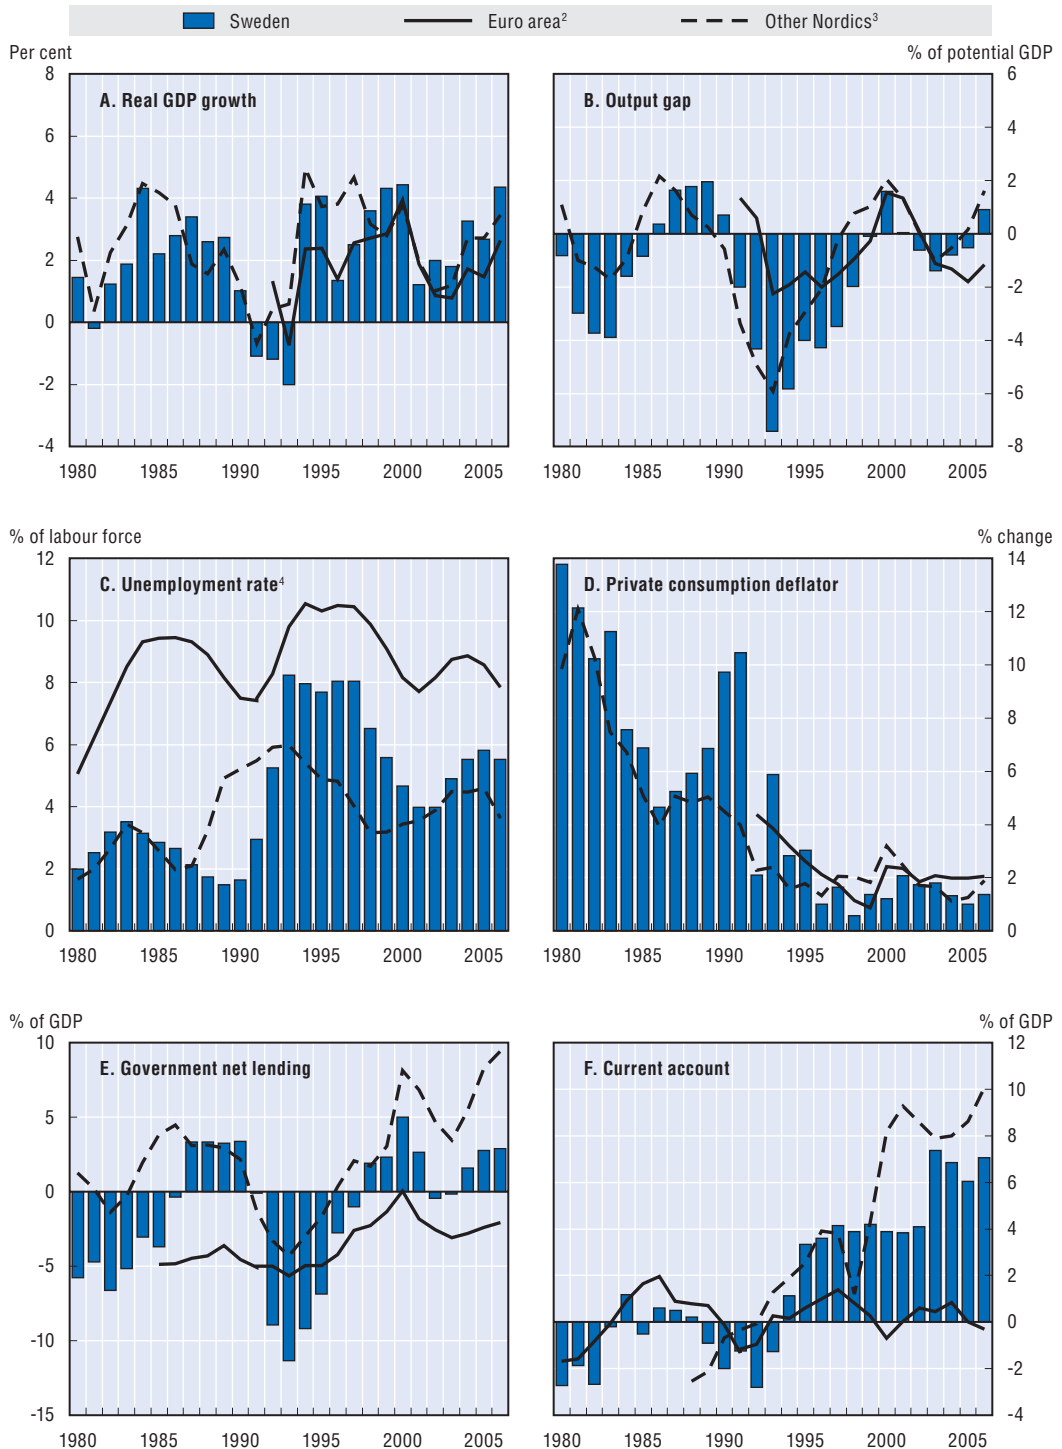 Sweden Euro area² Other Nordics³
Per cent % of potential GDP
A. Real GDP growth
8
6
4
2
0
-2
-4
1980 1985 1990 1995 2000 2005
B. Output gap
6
4
2
0
-2
-4
-6
-8
1980 1985 1990 1995 2000 2005
% of labour force % change
C. Unemployment rate⁴
12
10
8
6
4
2
0
1980 1985 1990 1995 2000 2005
D. Private consumption deflator
14
12
10
8
6
4
2
0
1980 1985 1990 1995 2000 2005
% of GDP % of GDP
E. Government net lending
10
5
0
-5
-10
-15
1980 1985 1990 1995 2000 2005
F. Current account
12
10
8
6
4
2
0
-2
-4
1980 1985 1990 1995 2000 2005